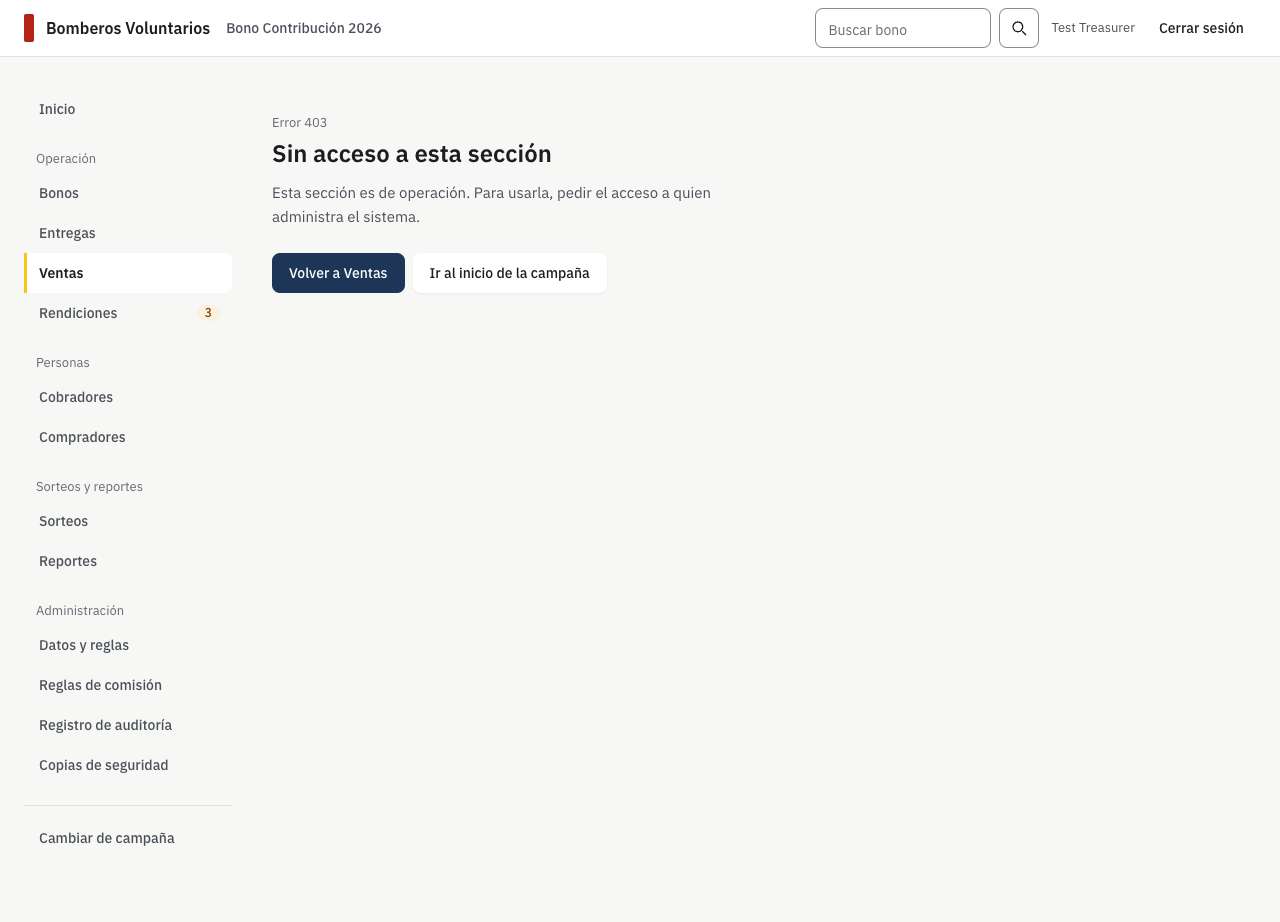 Bomberos Voluntarios
Bono Contribución 2026
Buscar bono
Test Treasurer
Cerrar sesión
Inicio
Operación
Bonos
Entregas
Ventas
Rendiciones 3
Personas
Cobradores
Compradores
Sorteos y reportes
Sorteos
Reportes
Administración
Datos y reglas
Reglas de comisión
Registro de auditoría
Copias de seguridad
Cambiar de campaña
Error 403
Sin acceso a esta sección
Esta sección es de operación. Para usarla, pedir el acceso a quien
administra el sistema.
Volver a Ventas
Ir al inicio de la campaña